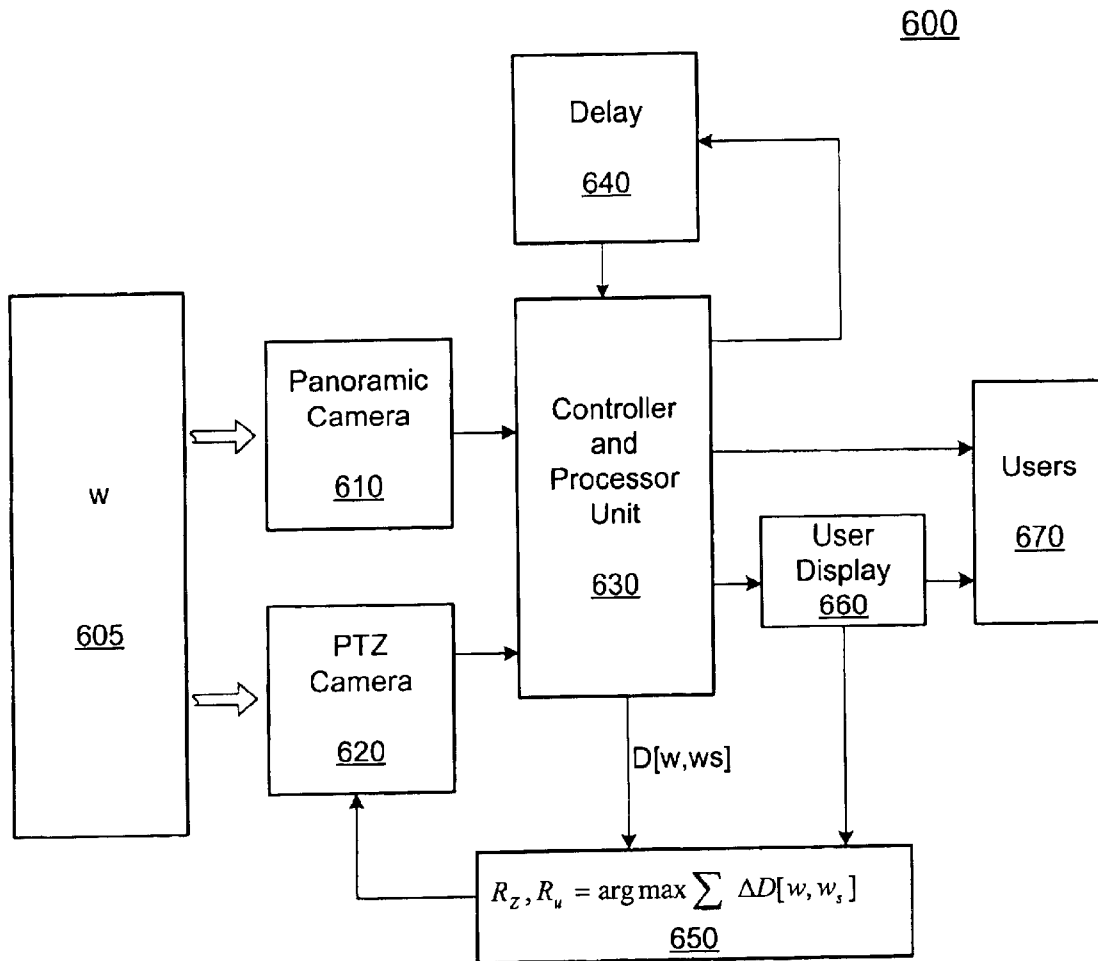 600
Delay
640
Panoramic
Camera
610
Controller
and
Processor
Unit
630
Users
670
w
605
User
Display
660
PTZ
Camera
620
D[w,ws]
R_Z, R_u = arg max ∑ ΔD[w, w_s]
650